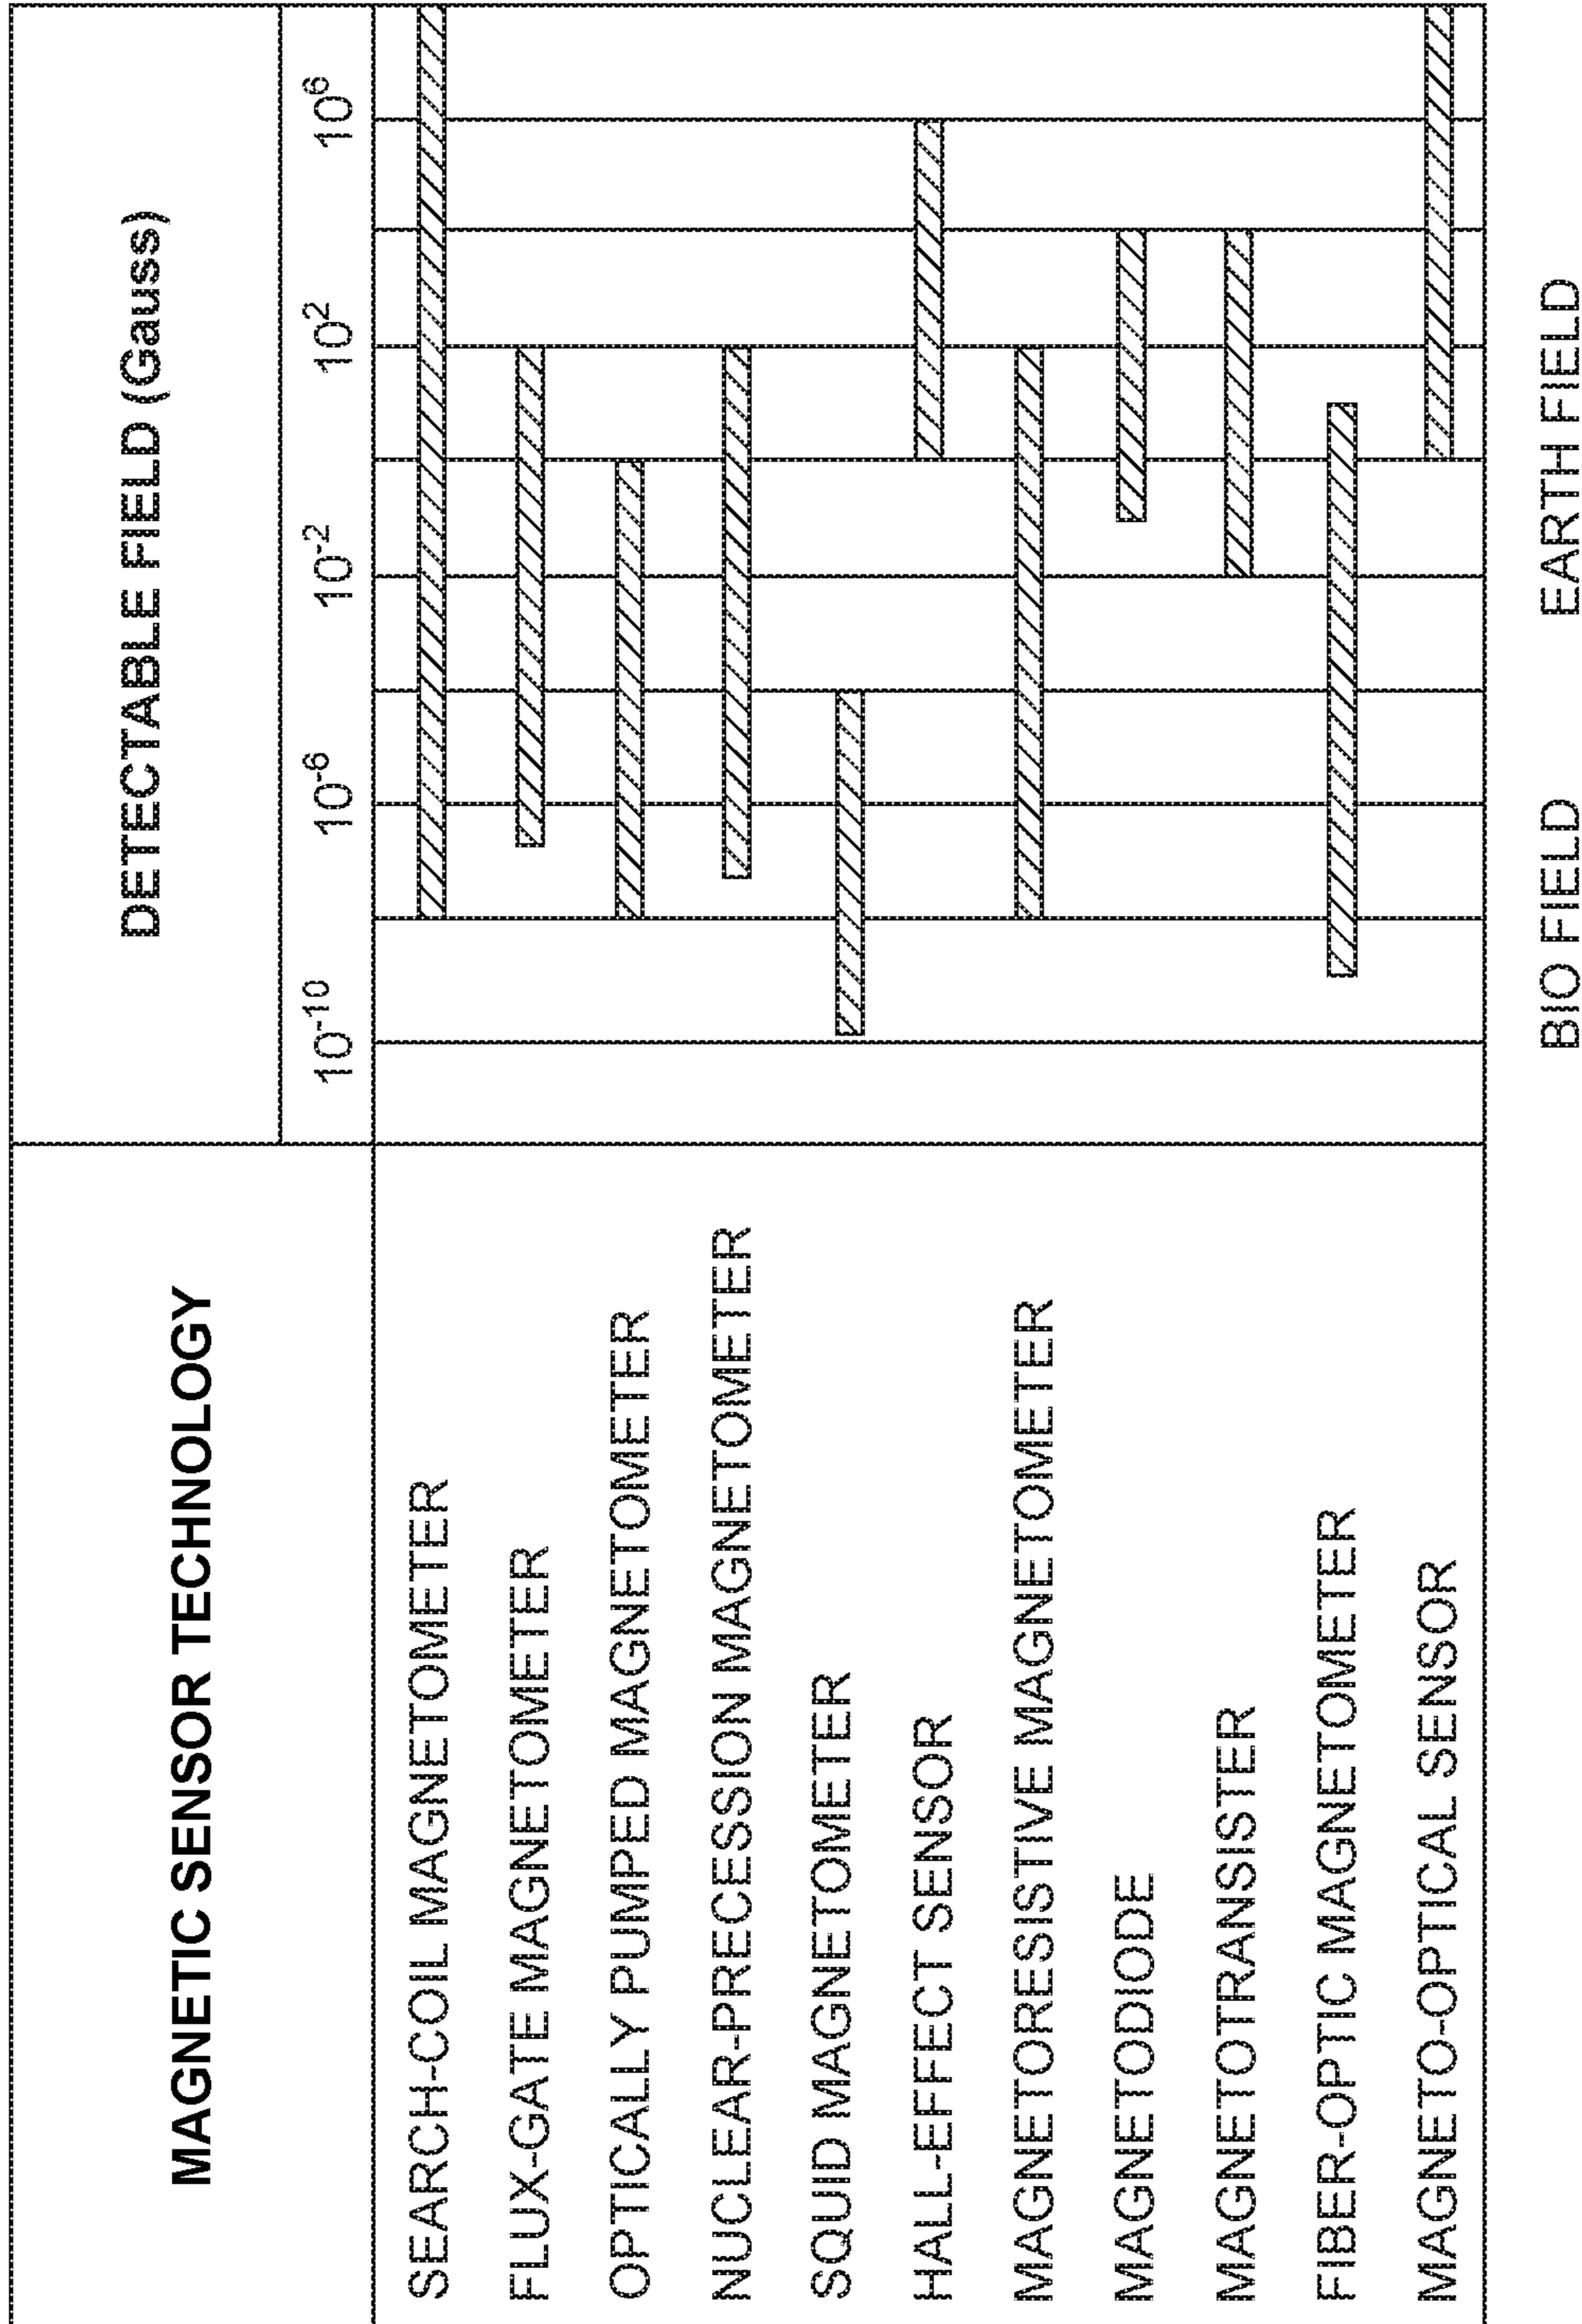 MAGNETIC SENSOR TECHNOLOGY
DETECTABLE FIELD (Gauss)
10⁻¹⁰ 10⁻⁶ 10⁻² 10² 10⁶
SEARCH-COIL MAGNETOMETER
FLUX-GATE MAGNETOMETER
OPTICALLY PUMPED MAGNETOMETER
NUCLEAR-PRECESSION MAGNETOMETER
SQUID MAGNETOMETER
HALL-EFFECT SENSOR
MAGNETORESISTIVE MAGNETOMETER
MAGNETODIODE
MAGNETOTRANSISTER
FIBER-OPTIC MAGNETOMETER
MAGNETO-OPTICAL SENSOR
BIO FIELD EARTH FIELD